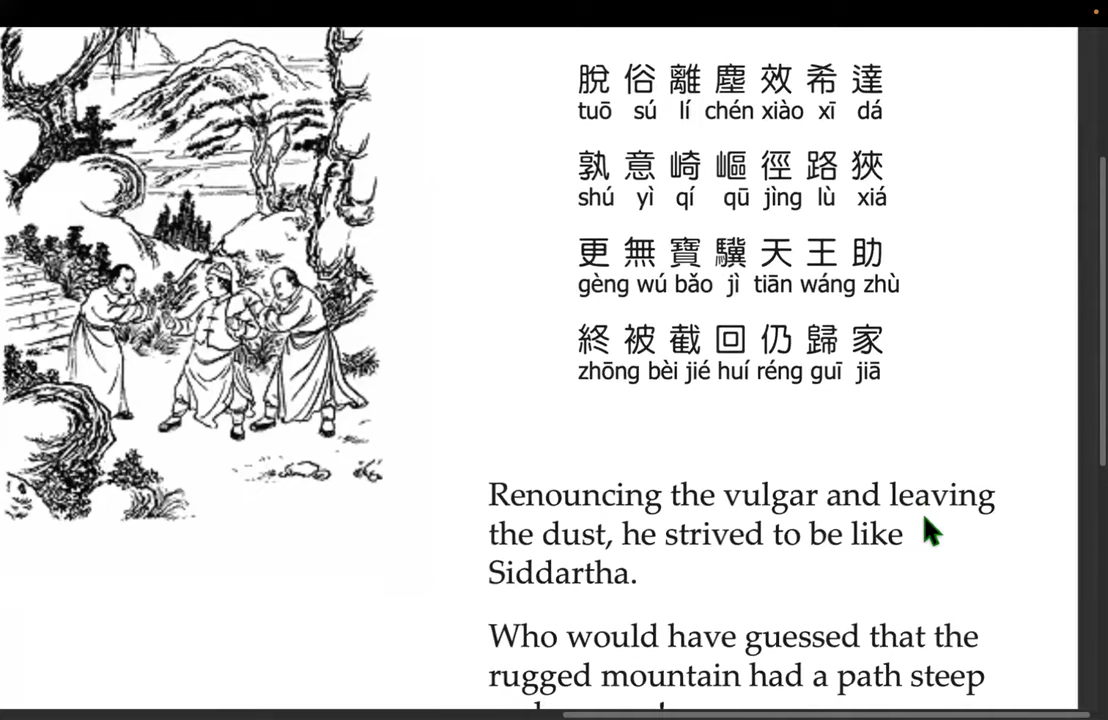 脫俗離塵效希達
tuō sú lí chén xiào xī dá
孰意崎嶇徑路狹
shú yì qí qū jìng lù xiá
更無寶驥天王助
gèng wú bǎo jì tiān wáng zhù
終被截回仍歸家
zhōng bèi jié huí réng guī jiā
Renouncing the vulgar and leaving
the dust, he strived to be like
Siddartha.
Who would have guessed that the
rugged mountain had a path steep